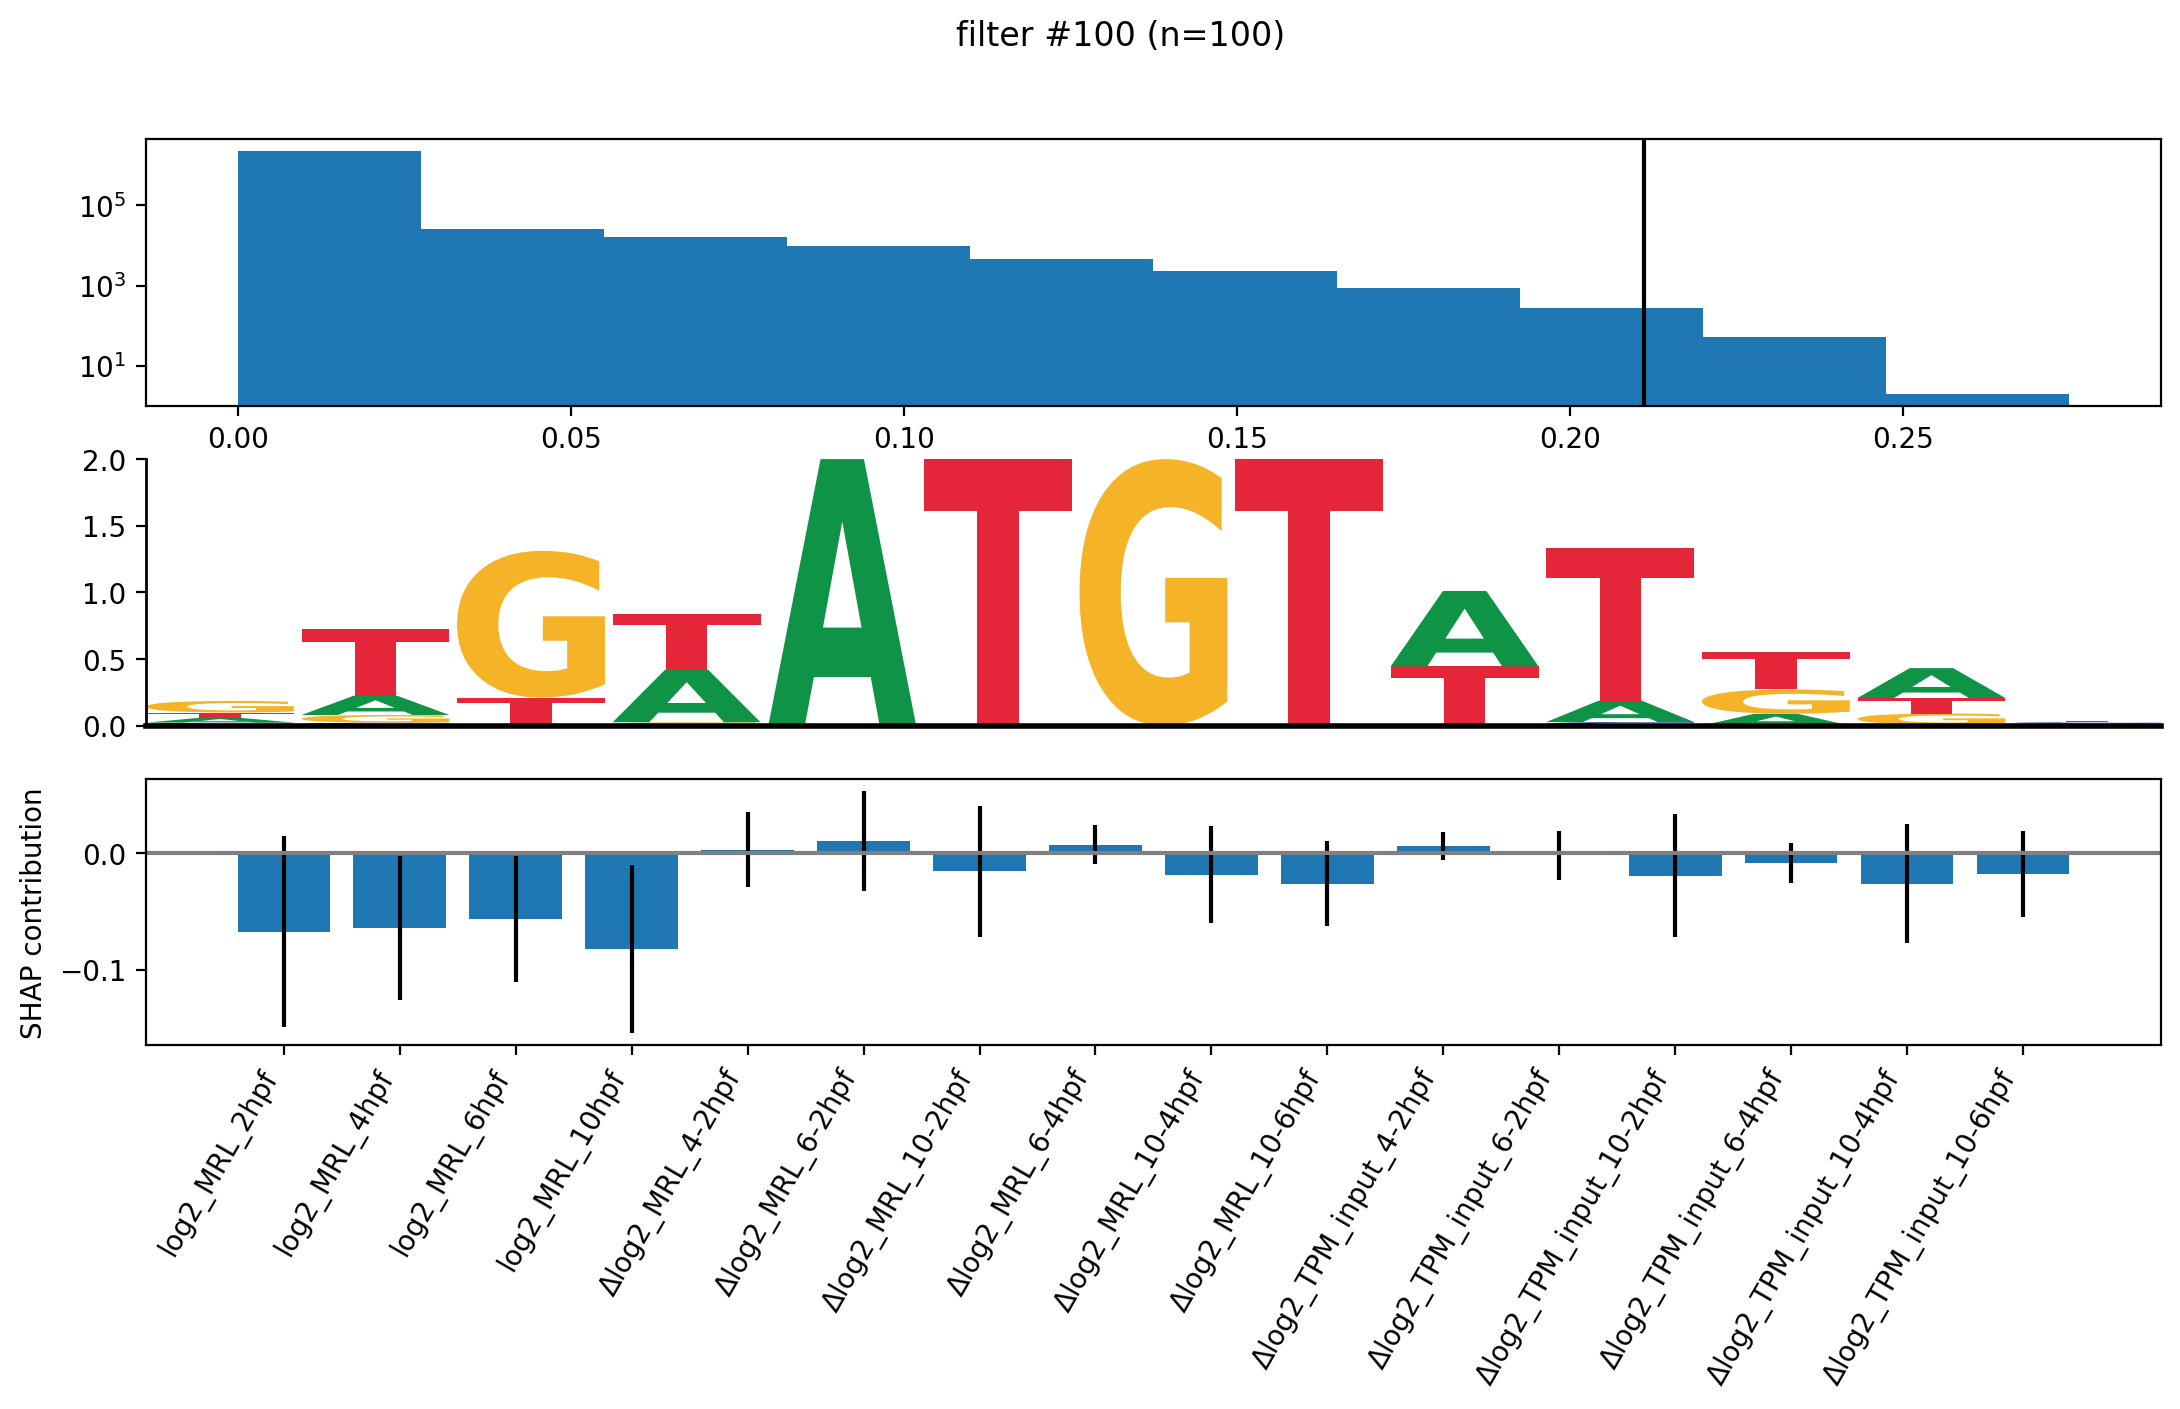 filter #100 (n=100)
10^5
10^3
10^1
0.00 0.05 0.10 0.15 0.20 0.25
2.0
1.5
1.0
0.5
0.0
G T A
T A G
G T
T A
A
T
G
T
A T
T A
T G A
A T G
SHAP contribution
0.0
−0.1
log2_MRL_2hpf
log2_MRL_4hpf
log2_MRL_6hpf
log2_MRL_10hpf
Δlog2_MRL_4-2hpf
Δlog2_MRL_6-2hpf
Δlog2_MRL_10-2hpf
Δlog2_MRL_6-4hpf
Δlog2_MRL_10-4hpf
Δlog2_MRL_10-6hpf
Δlog2_TPM_input_4-2hpf
Δlog2_TPM_input_6-2hpf
Δlog2_TPM_input_10-2hpf
Δlog2_TPM_input_6-4hpf
Δlog2_TPM_input_10-4hpf
Δlog2_TPM_input_10-6hpf